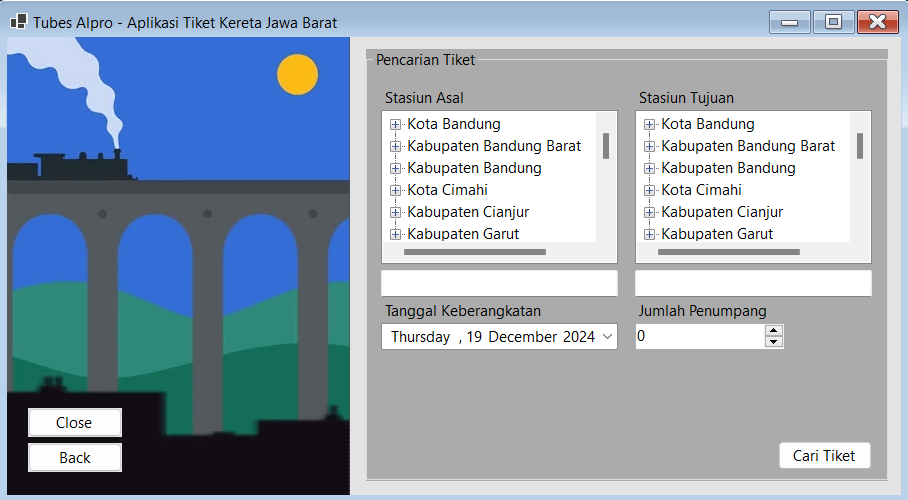 Tubes Alpro - Aplikasi Tiket Kereta Jawa Barat
Pencarian Tiket
Stasiun Asal
Kota Bandung
Kabupaten Bandung Barat
Kabupaten Bandung
Kota Cimahi
Kabupaten Cianjur
Kabupaten Garut
Stasiun Tujuan
Kota Bandung
Kabupaten Bandung Barat
Kabupaten Bandung
Kota Cimahi
Kabupaten Cianjur
Kabupaten Garut
Tanggal Keberangkatan
Thursday , 19 December 2024
Jumlah Penumpang
0
Close
Back
Cari Tiket